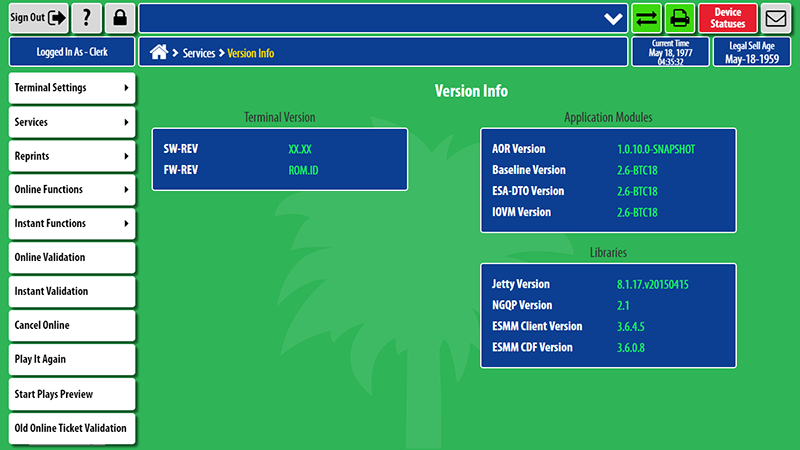 Sign Out
?
Device
Statuses
Logged In As - Clerk
Services
Version Info
Current Time
May 18, 1977
04:35:32
Legal Sell Age
May-18-1959
Terminal Settings
Services
Reprints
Online Functions
Instant Functions
Online Validation
Instant Validation
Cancel Online
Play It Again
Start Plays Preview
Old Online Ticket Validation
Version Info
Terminal Version
SW-REV XX.XX
FW-REV ROM.ID
Application Modules
AOR Version 1.0.10.0-SNAPSHOT
Baseline Version 2.6-BTC18
ESA-DTO Version 2.6-BTC18
IOVM Version 2.6-BTC18
Libraries
Jetty Version 8.1.17.v20150415
NGQP Version 2.1
ESMM Client Version 3.6.4.5
ESMM CDF Version 3.6.0.8